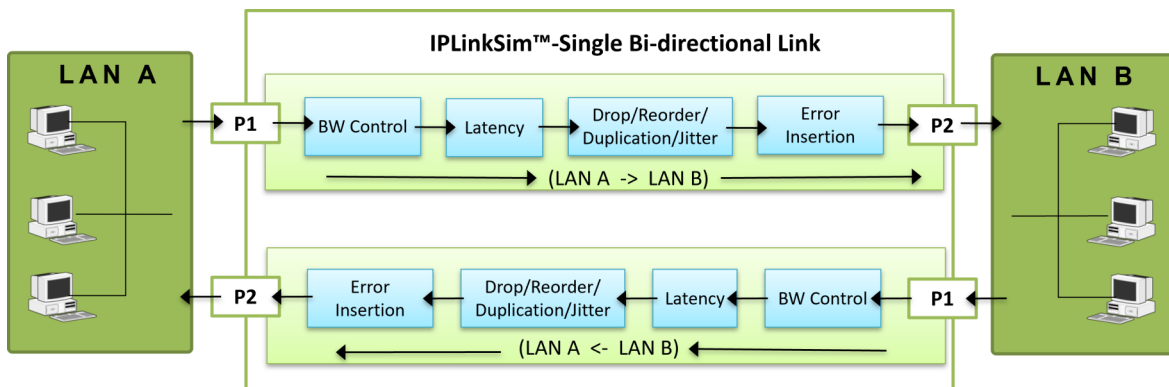 IPLinkSim™-Single Bi-directional Link
LAN A
LAN B
P1
BW Control
Latency
Drop/Reorder/
Duplication/Jitter
Error
Insertion
P2
(LAN A -> LAN B)
P2
Error
Insertion
Drop/Reorder/
Duplication/Jitter
Latency
BW Control
P1
(LAN A <- LAN B)